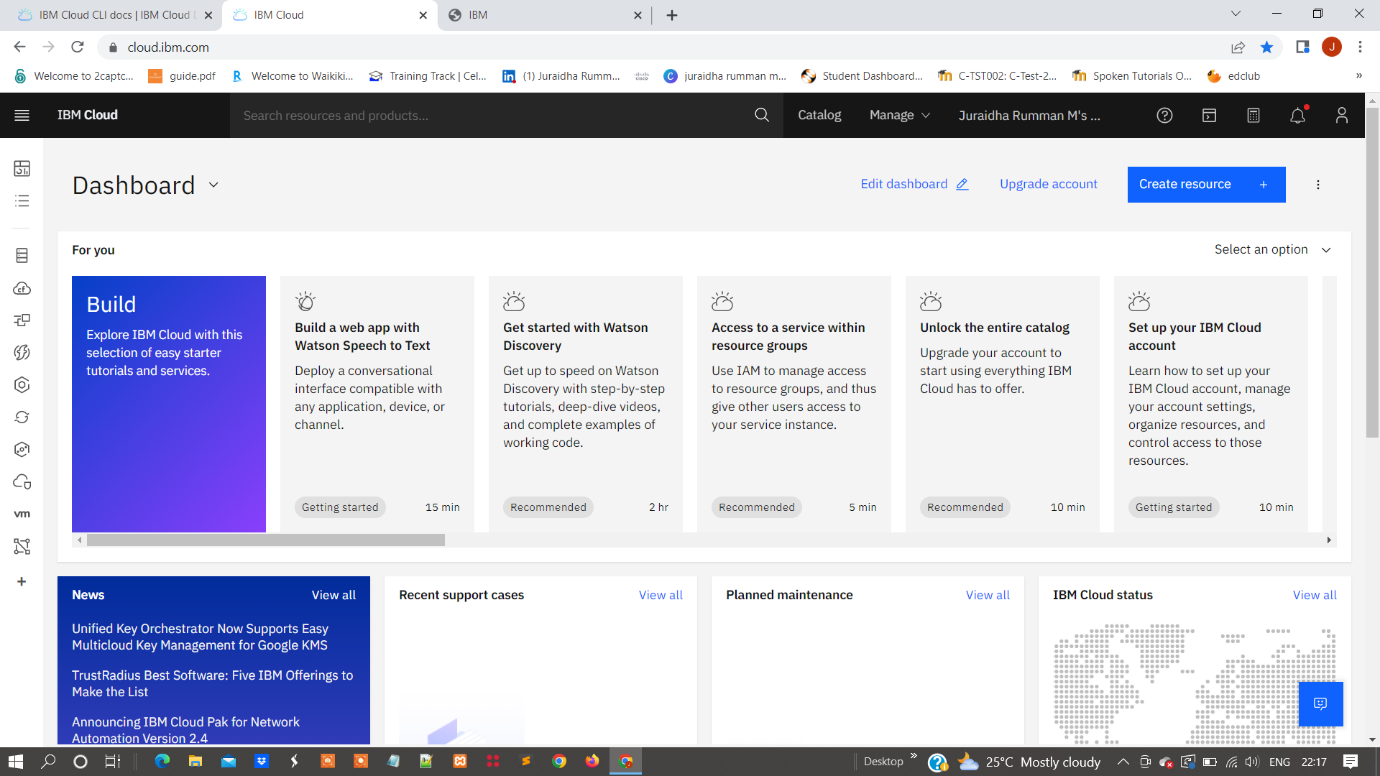 IBM Cloud CLI docs | IBM Cloud
IBM Cloud
IBM
cloud.ibm.com
J
Welcome to 2captc...
guide.pdf
Welcome to Waikiki...
Training Track | Cel...
(1) Juraidha Rumm...
juraidha rumman m...
Student Dashboard...
C-TST002: C-Test-2...
Spoken Tutorials O...
edclub
»
IBM Cloud
Search resources and products...
Catalog
Manage
Juraidha Rumman M's ...
Dashboard
Edit dashboard
Upgrade account
Create resource +
For you
Select an option
Build
Explore IBM Cloud with this
selection of easy starter
tutorials and services.
Build a web app with
Watson Speech to Text
Deploy a conversational
interface compatible with
any application, device, or
channel.
Getting started
15 min
Get started with Watson
Discovery
Get up to speed on Watson
Discovery with step-by-step
tutorials, deep-dive videos,
and complete examples of
working code.
Recommended
2 hr
Access to a service within
resource groups
Use IAM to manage access
to resource groups, and thus
give other users access to
your service instance.
Recommended
5 min
Unlock the entire catalog
Upgrade your account to
start using everything IBM
Cloud has to offer.
Recommended
10 min
Set up your IBM Cloud
account
Learn how to set up your
IBM Cloud account, manage
your account settings,
organize resources, and
control access to those
resources.
Getting started
10 min
vm
News
View all
Unified Key Orchestrator Now Supports Easy
Multicloud Key Management for Google KMS
TrustRadius Best Software: Five IBM Offerings to
Make the List
Announcing IBM Cloud Pak for Network
Automation Version 2.4
Recent support cases
View all
Planned maintenance
View all
IBM Cloud status
View all
Desktop
»
25°C Mostly cloudy
ENG
22:17